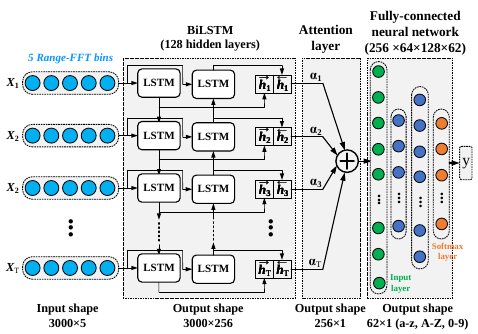 BiLSTM
(128 hidden layers)
Attention
layer
Fully-connected
neural network
(256 ×64×128×62)
5 Range-FFT bins
X1
LSTM
LSTM
h1 h1
α1
X2
LSTM
LSTM
h2 h2
α2
X2
LSTM
LSTM
h3 h3
α3
XT
LSTM
LSTM
hT hT
αT
y
Softmax
layer
Input
layer
Input shape
3000×5
Output shape
3000×256
Output shape
256×1
Output shape
62×1 (a-z, A-Z, 0-9)